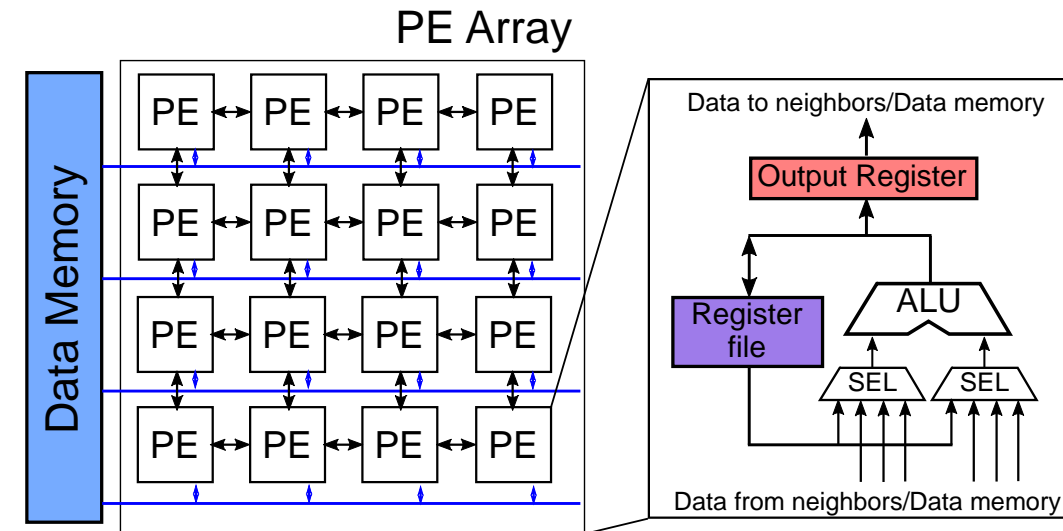 PE Array
Data Memory
PE PE PE PE
PE PE PE PE
PE PE PE PE
PE PE PE PE
Data to neighbors/Data memory
Output Register
ALU
Register
file
SEL SEL
Data from neighbors/Data memory